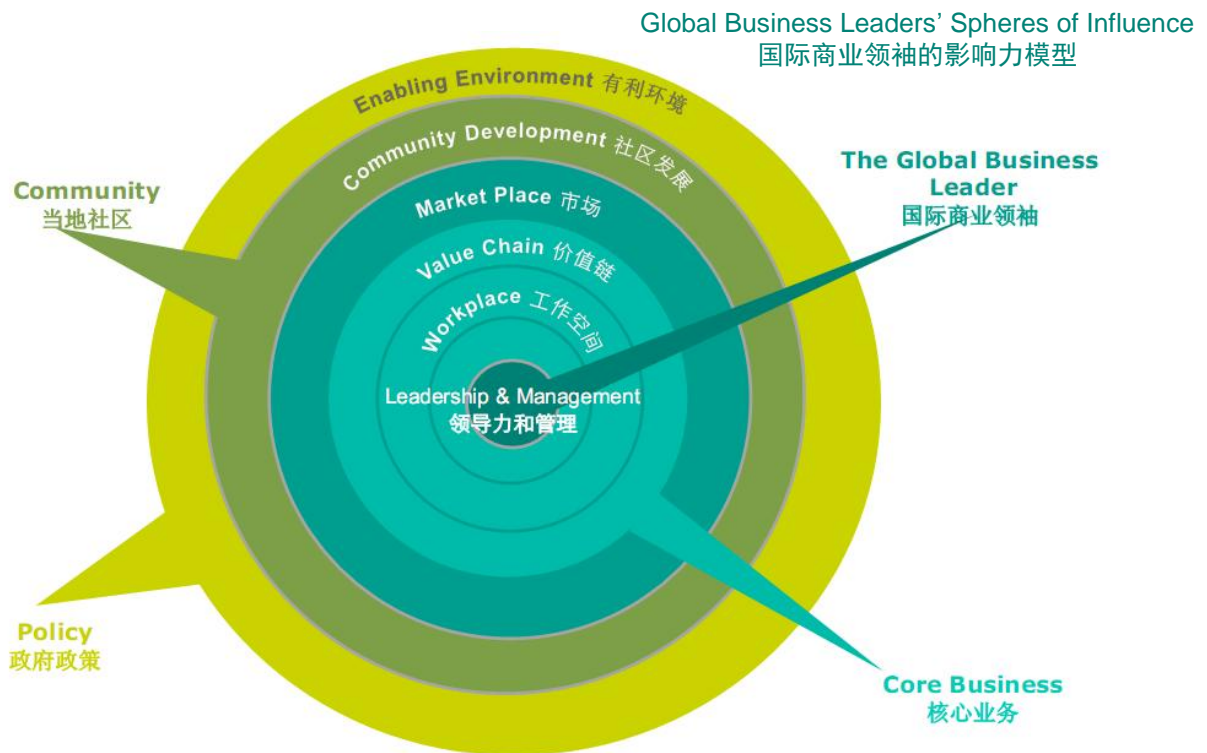 Global Business Leaders’ Spheres of Influence
国际商业领袖的影响力模型
Enabling Environment 有利环境
Community Development 社区发展
Market Place 市场
Value Chain 价值链
Workplace 工作空间
Leadership & Management
领导力和管理
Community
当地社区
The Global Business
Leader
国际商业领袖
Policy
政府政策
Core Business
核心业务